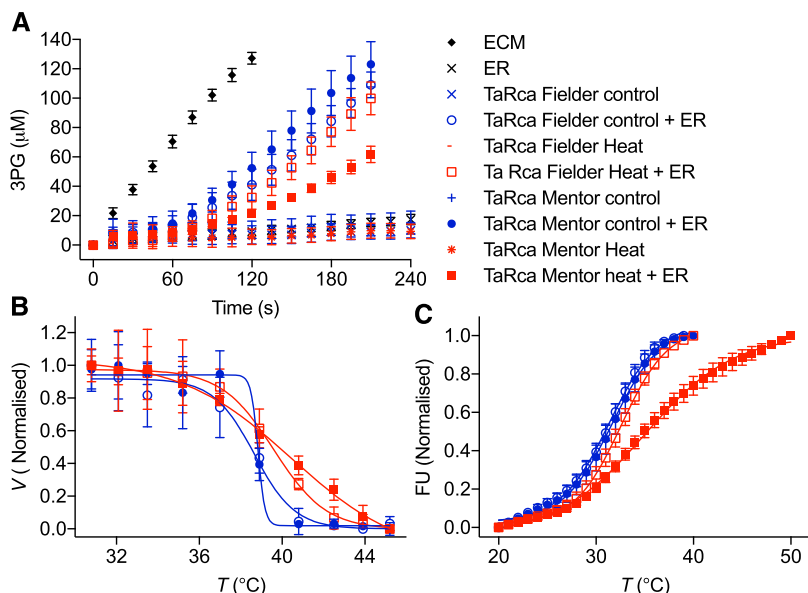 A
140
120
100
80
60
40
20
0
3PG (μM)
0
60
120
180
240
Time (s)
ECM
ER
TaRca Fielder control
TaRca Fielder control + ER
TaRca Fielder Heat
Ta Rca Fielder Heat + ER
TaRca Mentor control
TaRca Mentor control + ER
TaRca Mentor Heat
TaRca Mentor heat + ER
B
1.2
1.0
0.8
0.6
0.4
0.2
0.0
V ( Normalised)
32
36
40
44
T (°C)
C
1.0
0.8
0.6
0.4
0.2
0.0
FU (Normalised)
20
30
40
50
T (°C)